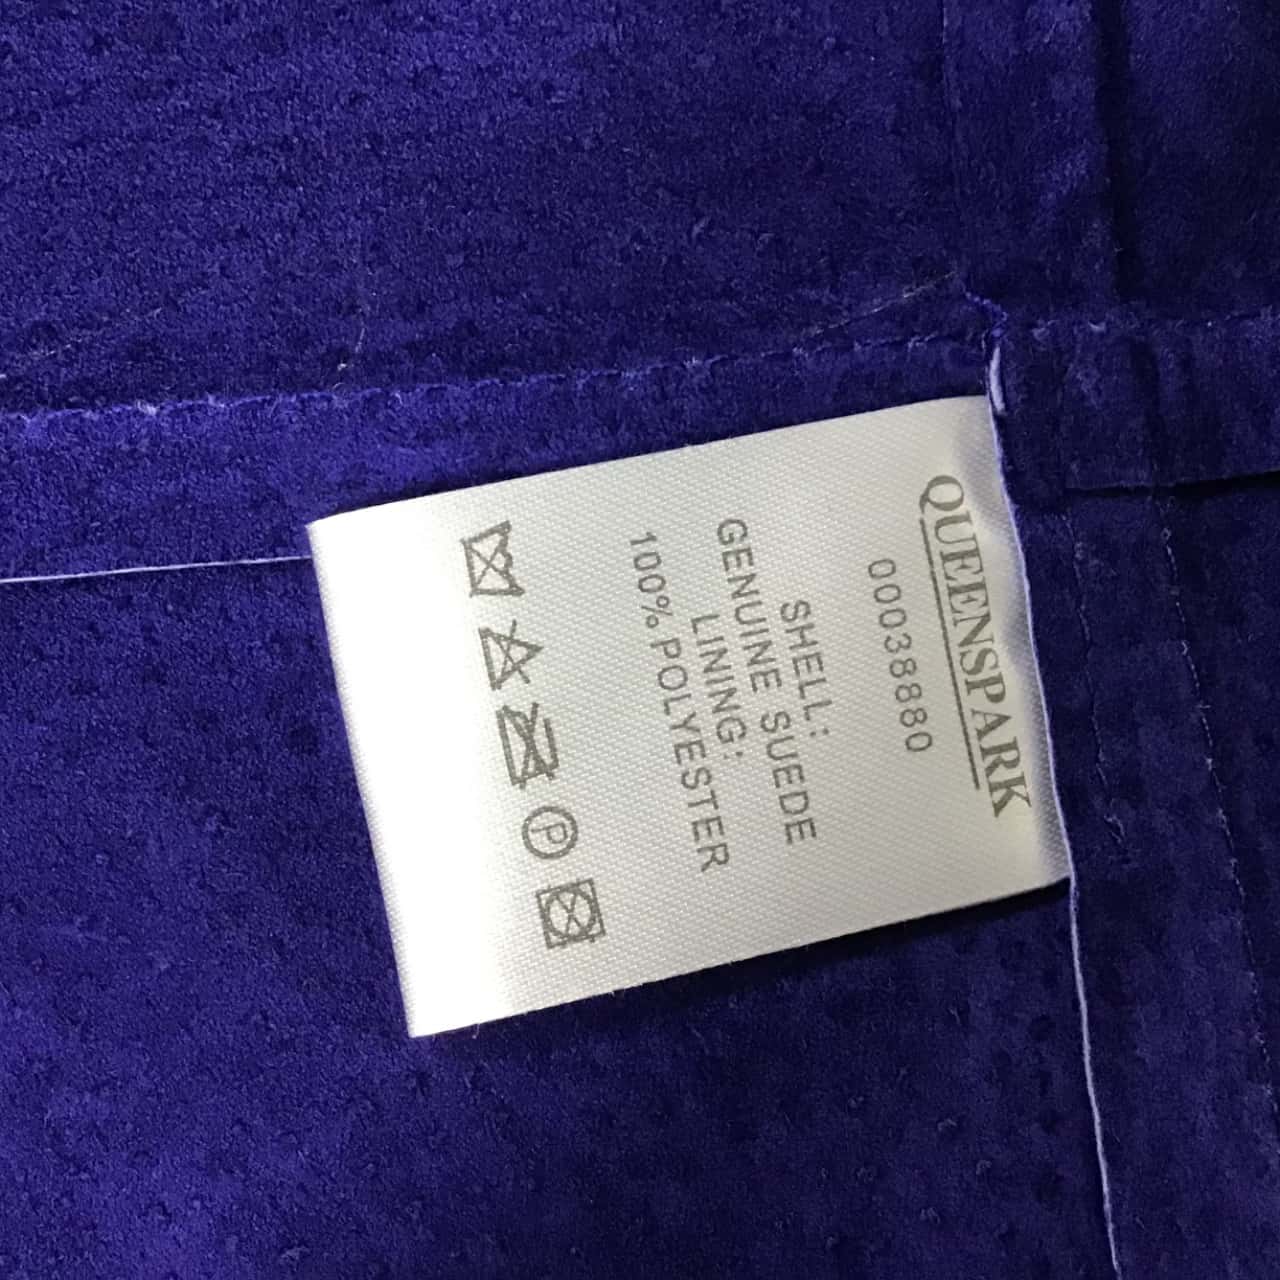 QUEENSPARK
00038880
SHELL:
GENUINE SUEDE
LINING:
100% POLYESTER
P